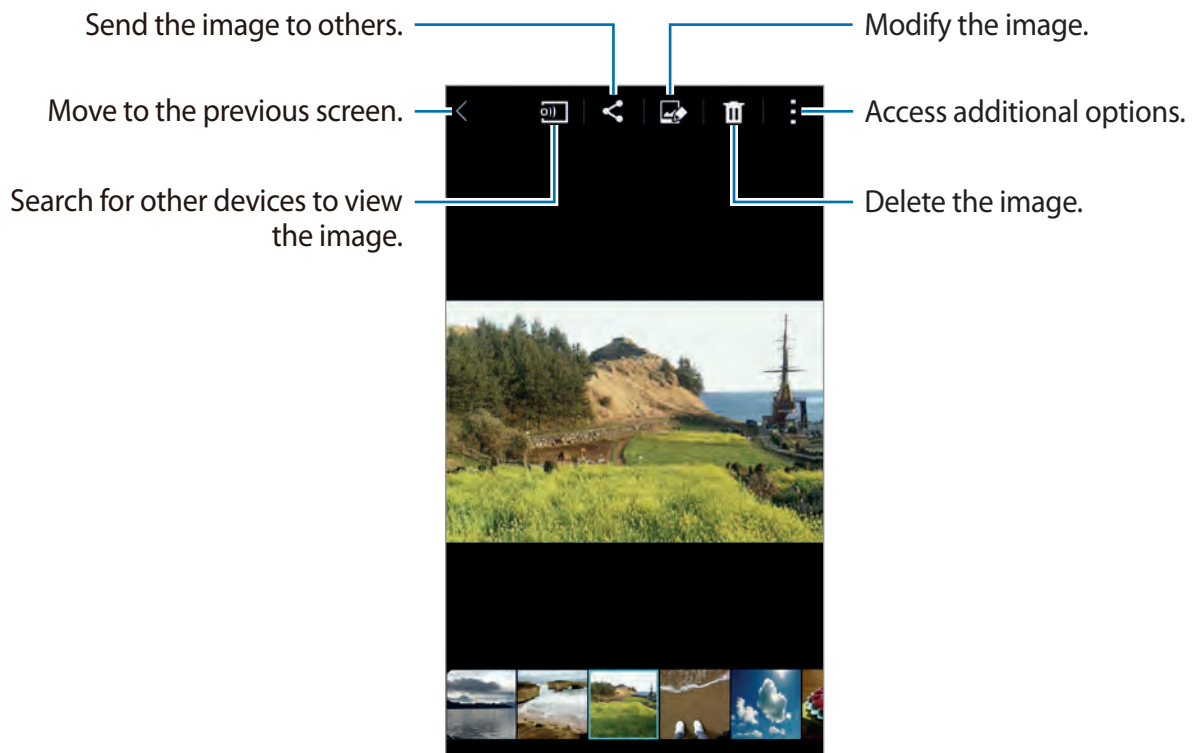 Send the image to others.
Modify the image.
Move to the previous screen.
Access additional options.
Search for other devices to view
the image.
Delete the image.